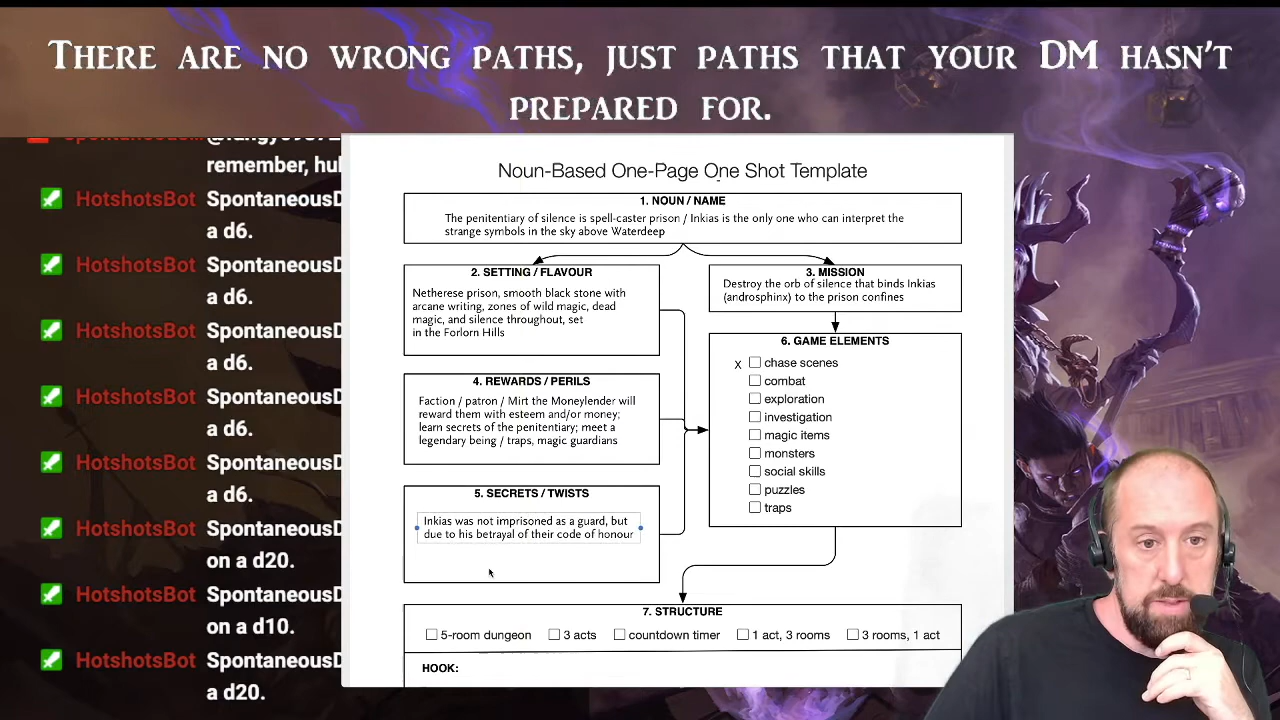 There are no wrong paths, just paths that your DM hasn't
prepared for.
remember,
HotshotsBot Spontaneous
a d6.
HotshotsBot Spontaneous
a d6.
HotshotsBot Spontaneous
a d6.
HotshotsBot Spontaneous
a d6.
HotshotsBot Spontaneous
a d6.
HotshotsBot Spontaneous
on a d20.
HotshotsBot Spontaneous
on a d10.
HotshotsBot Spontaneous
a d20.
Noun-Based One-Page One Shot Template
1. NOUN / NAME
The penitentiary of silence is spell-caster prison / Inkias is the only one who can interpret the
strange symbols in the sky above Waterdeep
2. SETTING / FLAVOUR
Netherese prison, smooth black stone with
arcane writing, zones of wild magic, dead
magic, and silence throughout, set
in the Forlorn Hills
3. MISSION
Destroy the orb of silence that binds Inkias
(androsphinx) to the prison confines
4. REWARDS / PERILS
Faction / patron / Mirt the Moneylender will
reward them with esteem and/or money;
learn secrets of the penitentiary; meet a
legendary being / traps, magic guardians
5. SECRETS / TWISTS
Inkias was not imprisoned as a guard, but
due to his betrayal of their code of honour
6. GAME ELEMENTS
X chase scenes
combat
exploration
investigation
magic items
monsters
social skills
puzzles
traps
7. STRUCTURE
5-room dungeon 3 acts countdown timer 1 act, 3 rooms 3 rooms, 1 act
HOOK: